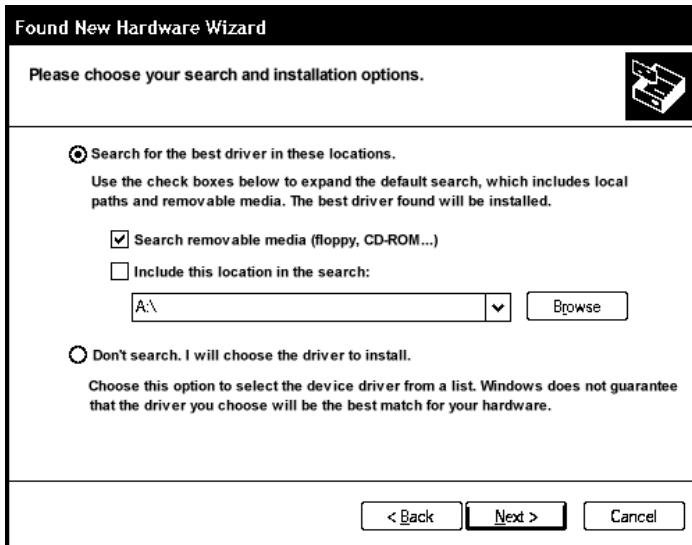 Found New Hardware Wizard
Please choose your search and installation options.
Search for the best driver in these locations.
Use the check boxes below to expand the default search, which includes local
paths and removable media. The best driver found will be installed.
Search removable media (floppy, CD-ROM...)
Include this location in the search:
A:\
Browse
Don't search. I will choose the driver to install.
Choose this option to select the device driver from a list. Windows does not guarantee
that the driver you choose will be the best match for your hardware.
< Back Next > Cancel